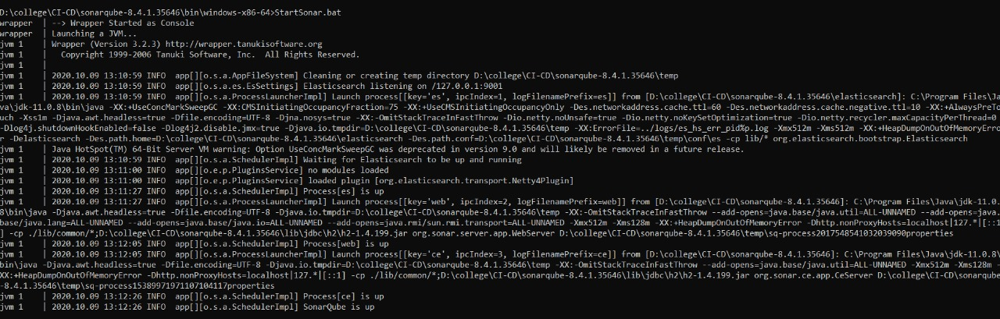 D:\college\CI-CD\sonarqube-8.4.1.35646\bin\windows-x86-64>StartSonar.bat
wrapper  | --> Wrapper Started as Console
wrapper  | Launching a JVM...
jvm 1    | Wrapper (Version 3.2.3) http://wrapper.tanukisoftware.org
jvm 1    |   Copyright 1999-2006 Tanuki Software, Inc.  All Rights Reserved.
jvm 1    |
jvm 1    | 2020.10.09 13:10:59 INFO  app[][o.s.a.AppFileSystem] Cleaning or creating temp directory D:\college\CI-CD\sonarqube-8.4.1.35646\temp
jvm 1    | 2020.10.09 13:10:59 INFO  app[][o.s.a.es.EsSettings] Elasticsearch listening on /127.0.0.1:9001
jvm 1    | 2020.10.09 13:10:59 INFO  app[][o.s.a.ProcessLauncherImpl] Launch process[[key='es', ipcIndex=1, logFilenamePrefix=es]] from [D:\college\CI-CD\sonarqube-8.4.1.35646\elasticsearch]: C:\Program Files\Ja
va\jdk-11.0.8\bin\java -XX:+UseConcMarkSweepGC -XX:CMSInitiatingOccupancyFraction=75 -XX:+UseCMSInitiatingOccupancyOnly -Des.networkaddress.cache.ttl=60 -Des.networkaddress.cache.negative.ttl=10 -XX:+AlwaysPreTo
uch -Xss1m -Djava.awt.headless=true -Dfile.encoding=UTF-8 -Djna.nosys=true -XX:-OmitStackTraceInFastThrow -Dio.netty.noUnsafe=true -Dio.netty.noKeySetOptimization=true -Dio.netty.recycler.maxCapacityPerThread=0
-Dlog4j.shutdownHookEnabled=false -Dlog4j2.disable.jmx=true -Djava.io.tmpdir=D:\college\CI-CD\sonarqube-8.4.1.35646\temp -XX:ErrorFile=../logs/es_hs_err_pid%p.log -Xmx512m -Xms512m -XX:+HeapDumpOnOutOfMemoryErro
r -Delasticsearch -Des.path.home=D:\college\CI-CD\sonarqube-8.4.1.35646\elasticsearch -Des.path.conf=D:\college\CI-CD\sonarqube-8.4.1.35646\temp\conf\es -cp lib/* org.elasticsearch.bootstrap.Elasticsearch
jvm 1    | Java HotSpot(TM) 64-Bit Server VM warning: Option UseConcMarkSweepGC was deprecated in version 9.0 and will likely be removed in a future release.
jvm 1    | 2020.10.09 13:10:59 INFO  app[][o.s.a.SchedulerImpl] Waiting for Elasticsearch to be up and running
jvm 1    | 2020.10.09 13:11:00 INFO  app[][o.e.p.PluginsService] no modules loaded
jvm 1    | 2020.10.09 13:11:00 INFO  app[][o.e.p.PluginsService] loaded plugin [org.elasticsearch.transport.Netty4Plugin]
jvm 1    | 2020.10.09 13:11:27 INFO  app[][o.s.a.SchedulerImpl] Process[es] is up
jvm 1    | 2020.10.09 13:11:27 INFO  app[][o.s.a.ProcessLauncherImpl] Launch process[[key='web', ipcIndex=2, logFilenamePrefix=web]] from [D:\college\CI-CD\sonarqube-8.4.1.35646]: C:\Program Files\Java\jdk-11.0.
8\bin\java -Djava.awt.headless=true -Dfile.encoding=UTF-8 -Djava.io.tmpdir=D:\college\CI-CD\sonarqube-8.4.1.35646\temp -XX:-OmitStackTraceInFastThrow --add-opens=java.base/java.util=ALL-UNNAMED --add-opens=java.
base/java.lang=ALL-UNNAMED --add-opens=java.base/java.io=ALL-UNNAMED --add-opens=java.rmi/sun.rmi.transport=ALL-UNNAMED -Xmx512m -Xms128m -XX:+HeapDumpOnOutOfMemoryError -Dhttp.nonProxyHosts=localhost|127.*|[::1
] -cp ./lib/common/*;D:\college\CI-CD\sonarqube-8.4.1.35646\lib\jdbc\h2\h2-1.4.199.jar org.sonar.server.app.WebServer D:\college\CI-CD\sonarqube-8.4.1.35646\temp\sq-process2017548541032039090properties
jvm 1    | 2020.10.09 13:12:05 INFO  app[][o.s.a.SchedulerImpl] Process[web] is up
jvm 1    | 2020.10.09 13:12:05 INFO  app[][o.s.a.ProcessLauncherImpl] Launch process[[key='ce', ipcIndex=3, logFilenamePrefix=ce]] from [D:\college\CI-CD\sonarqube-8.4.1.35646]: C:\Program Files\Java\jdk-11.0.8\
bin\java -Djava.awt.headless=true -Dfile.encoding=UTF-8 -Djava.io.tmpdir=D:\college\CI-CD\sonarqube-8.4.1.35646\temp -XX:-OmitStackTraceInFastThrow --add-opens=java.base/java.util=ALL-UNNAMED -Xmx512m -Xms128m -
XX:+HeapDumpOnOutOfMemoryError -Dhttp.nonProxyHosts=localhost|127.*|[::1] -cp ./lib/common/*;D:\college\CI-CD\sonarqube-8.4.1.35646\lib\jdbc\h2\h2-1.4.199.jar org.sonar.ce.app.CeServer D:\college\CI-CD\sonarqube
-8.4.1.35646\temp\sq-process15389971971107104117properties
jvm 1    | 2020.10.09 13:12:26 INFO  app[][o.s.a.SchedulerImpl] Process[ce] is up
jvm 1    | 2020.10.09 13:12:26 INFO  app[][o.s.a.SchedulerImpl] SonarQube is up